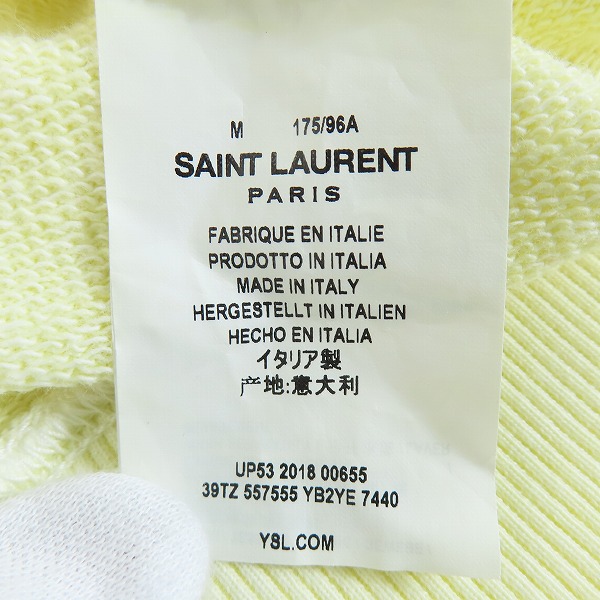 M 175/96A
SAINT LAURENT
PARIS
FABRIQUE EN ITALIE
PRODOTTO IN ITALIA
MADE IN ITALY
HERGESTELLT IN ITALIEN
HECHO EN ITALIA
イタリア製
产地:意大利
UP53 2018 00655
39TZ 557555 YB2YE 7440
YSL.COM